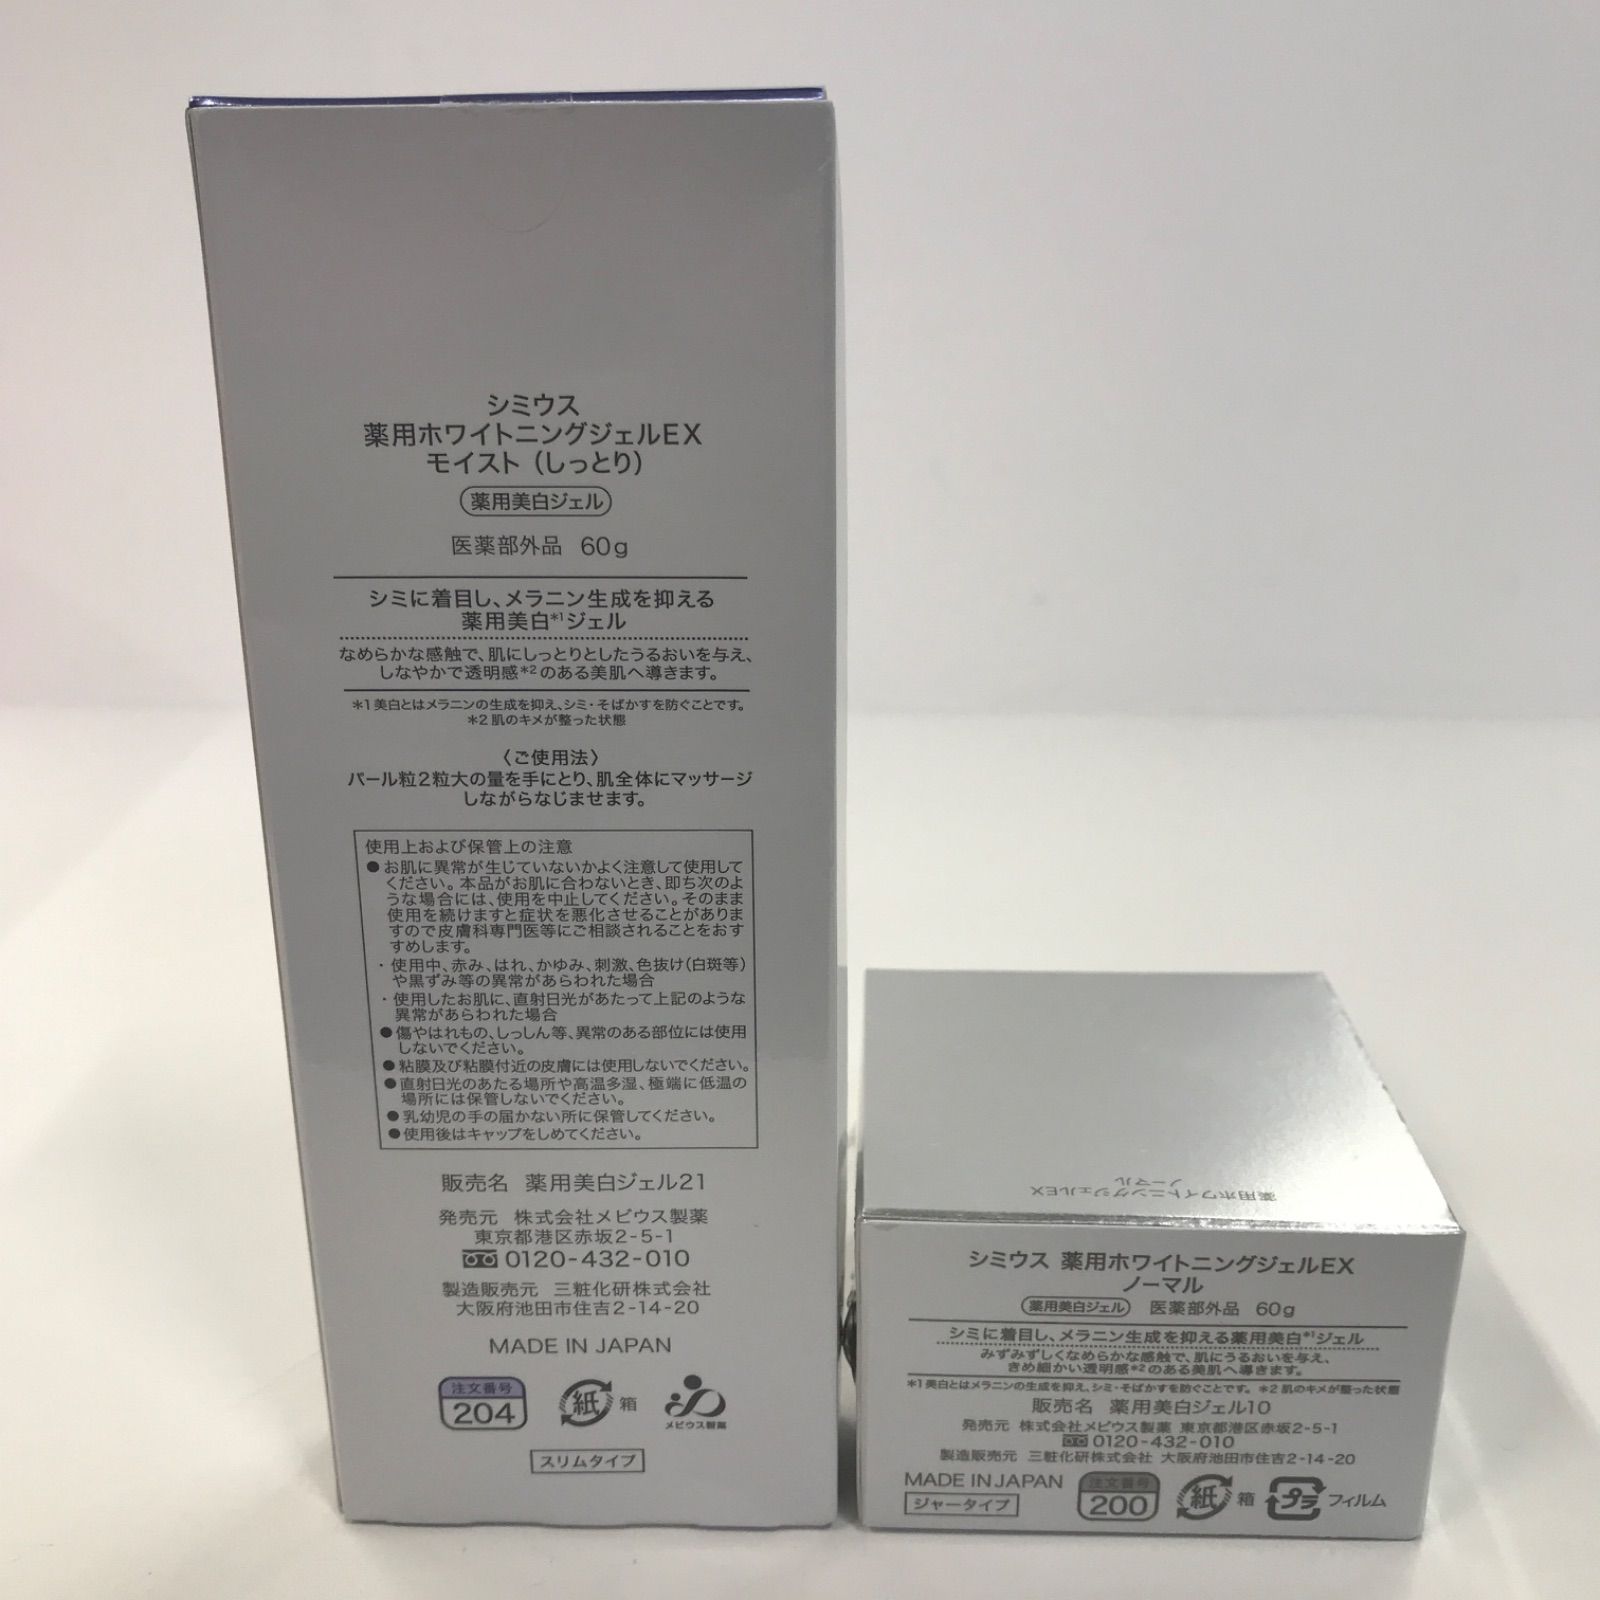 シミウス
薬用ホワイトニングジェルEX
モイスト（しっとり）
薬用美白ジェル
医薬部外品 60g
シミに着目し、メラニン生成を抑える
薬用美白*1ジェル
なめらかな感触で、肌にしっとりとしたうるおいを与え、
しなやかで透明感*2のある美肌へ導きます。
*1美白とはメラニンの生成を抑え、シミ・そばかすを防ぐことです。
*2肌のキメが整った状態
〈ご使用法〉
パール粒2粒大の量を手にとり、肌全体にマッサージ
しながらなじませます。
使用上および保管上の注意
●お肌に異常が生じていないかよく注意して使用して
ください。本品がお肌に合わないとき、即ち次のよ
うな場合には、使用を中止してください。そのまま
使用を続けますと症状を悪化させることがありま
すので皮膚科専門医等にご相談されることをおす
すめします。
・使用中、赤み、はれ、かゆみ、刺激、色抜け（白斑等）
や黒ずみ等の異常があらわれた場合
・使用したお肌に、直射日光があたって上記のような
異常があらわれた場合
●傷やはれもの、しっしん等、異常のある部位には使用
しないでください。
●粘膜及び粘膜付近の皮膚には使用しないでください。
●直射日光のあたる場所や高温多湿、極端に低温の
場所には保管しないでください。
●乳幼児の手の届かない所に保管してください。
●使用後はキャップをしめてください。
販売名 薬用美白ジェル21
発売元 株式会社メビウス製薬
東京都港区赤坂2-5-1
0120-432-010
製造販売元 三粧化研株式会社
大阪府池田市住吉2-14-20
MADE IN JAPAN
注文番号
204
紙 箱
メビウス製薬
スリムタイプ
薬用ホワイトニングジェルEX
ノーマル
シミウス 薬用ホワイトニングジェルEX
ノーマル
薬用美白ジェル 医薬部外品 60g
シミに着目し、メラニン生成を抑える薬用美白*1ジェル
みずみずしくなめらかな感触で、肌にうるおいを与え、
きめ細かい透明感*2のある美肌へ導きます。
*1美白とはメラニンの生成を抑え、シミ・そばかすを防ぐことです。 *2肌のキメが整った状態
販売名 薬用美白ジェル10
発売元 株式会社メビウス製薬 東京都港区赤坂2-5-1
0120-432-010
製造販売元 三粧化研株式会社 大阪府池田市住吉2-14-20
MADE IN JAPAN
ジャータイプ
注文番号
200
紙 箱
プラ フィルム